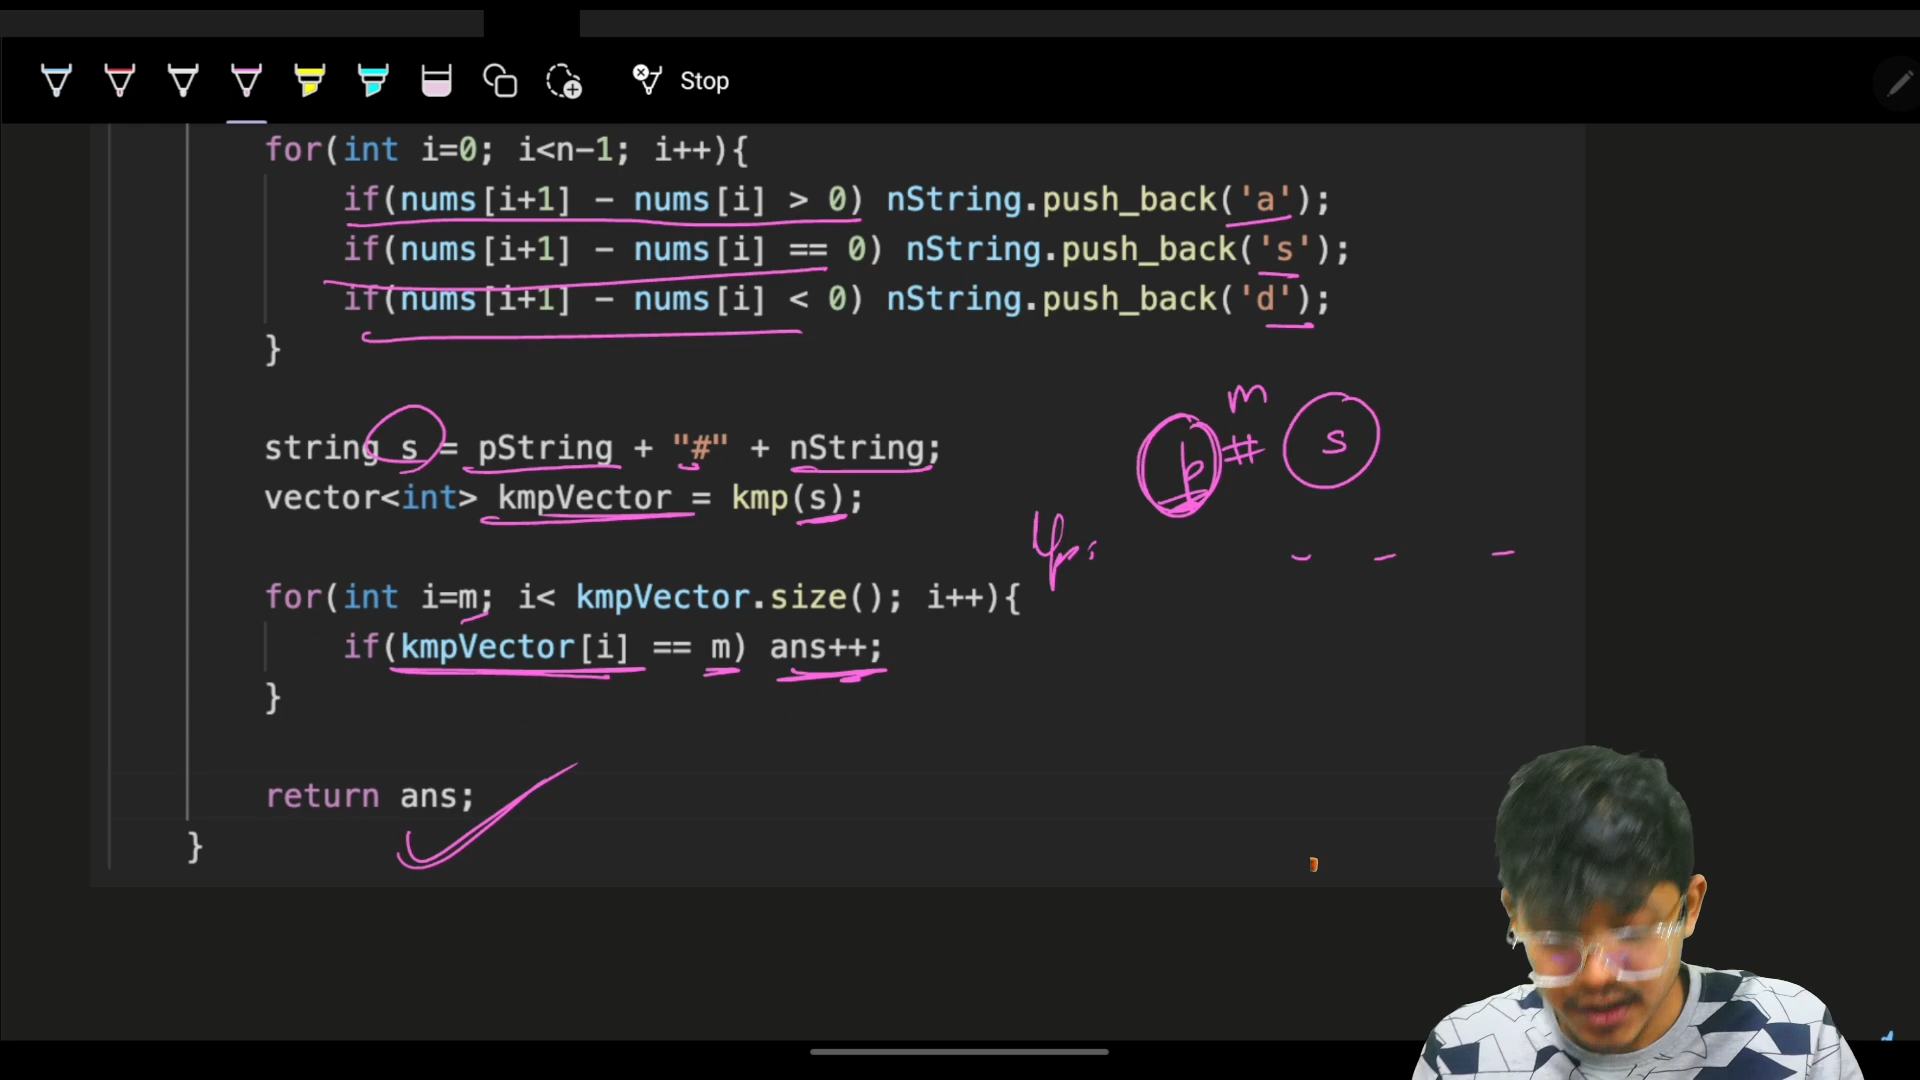 Stop
for(int i=0; i<n-1; i++){
if(nums[i+1] - nums[i] > 0) nString.push_back('a');
if(nums[i+1] - nums[i] == 0) nString.push_back('s');
if(nums[i+1] - nums[i] < 0) nString.push_back('d');
}
m
string s = pString + "#" + nString;
p # s
vector<int> kmpVector = kmp(s);
for(int i=m; i< kmpVector.size(); i++){
if(kmpVector[i] == m) ans++;
}
return ans;
}